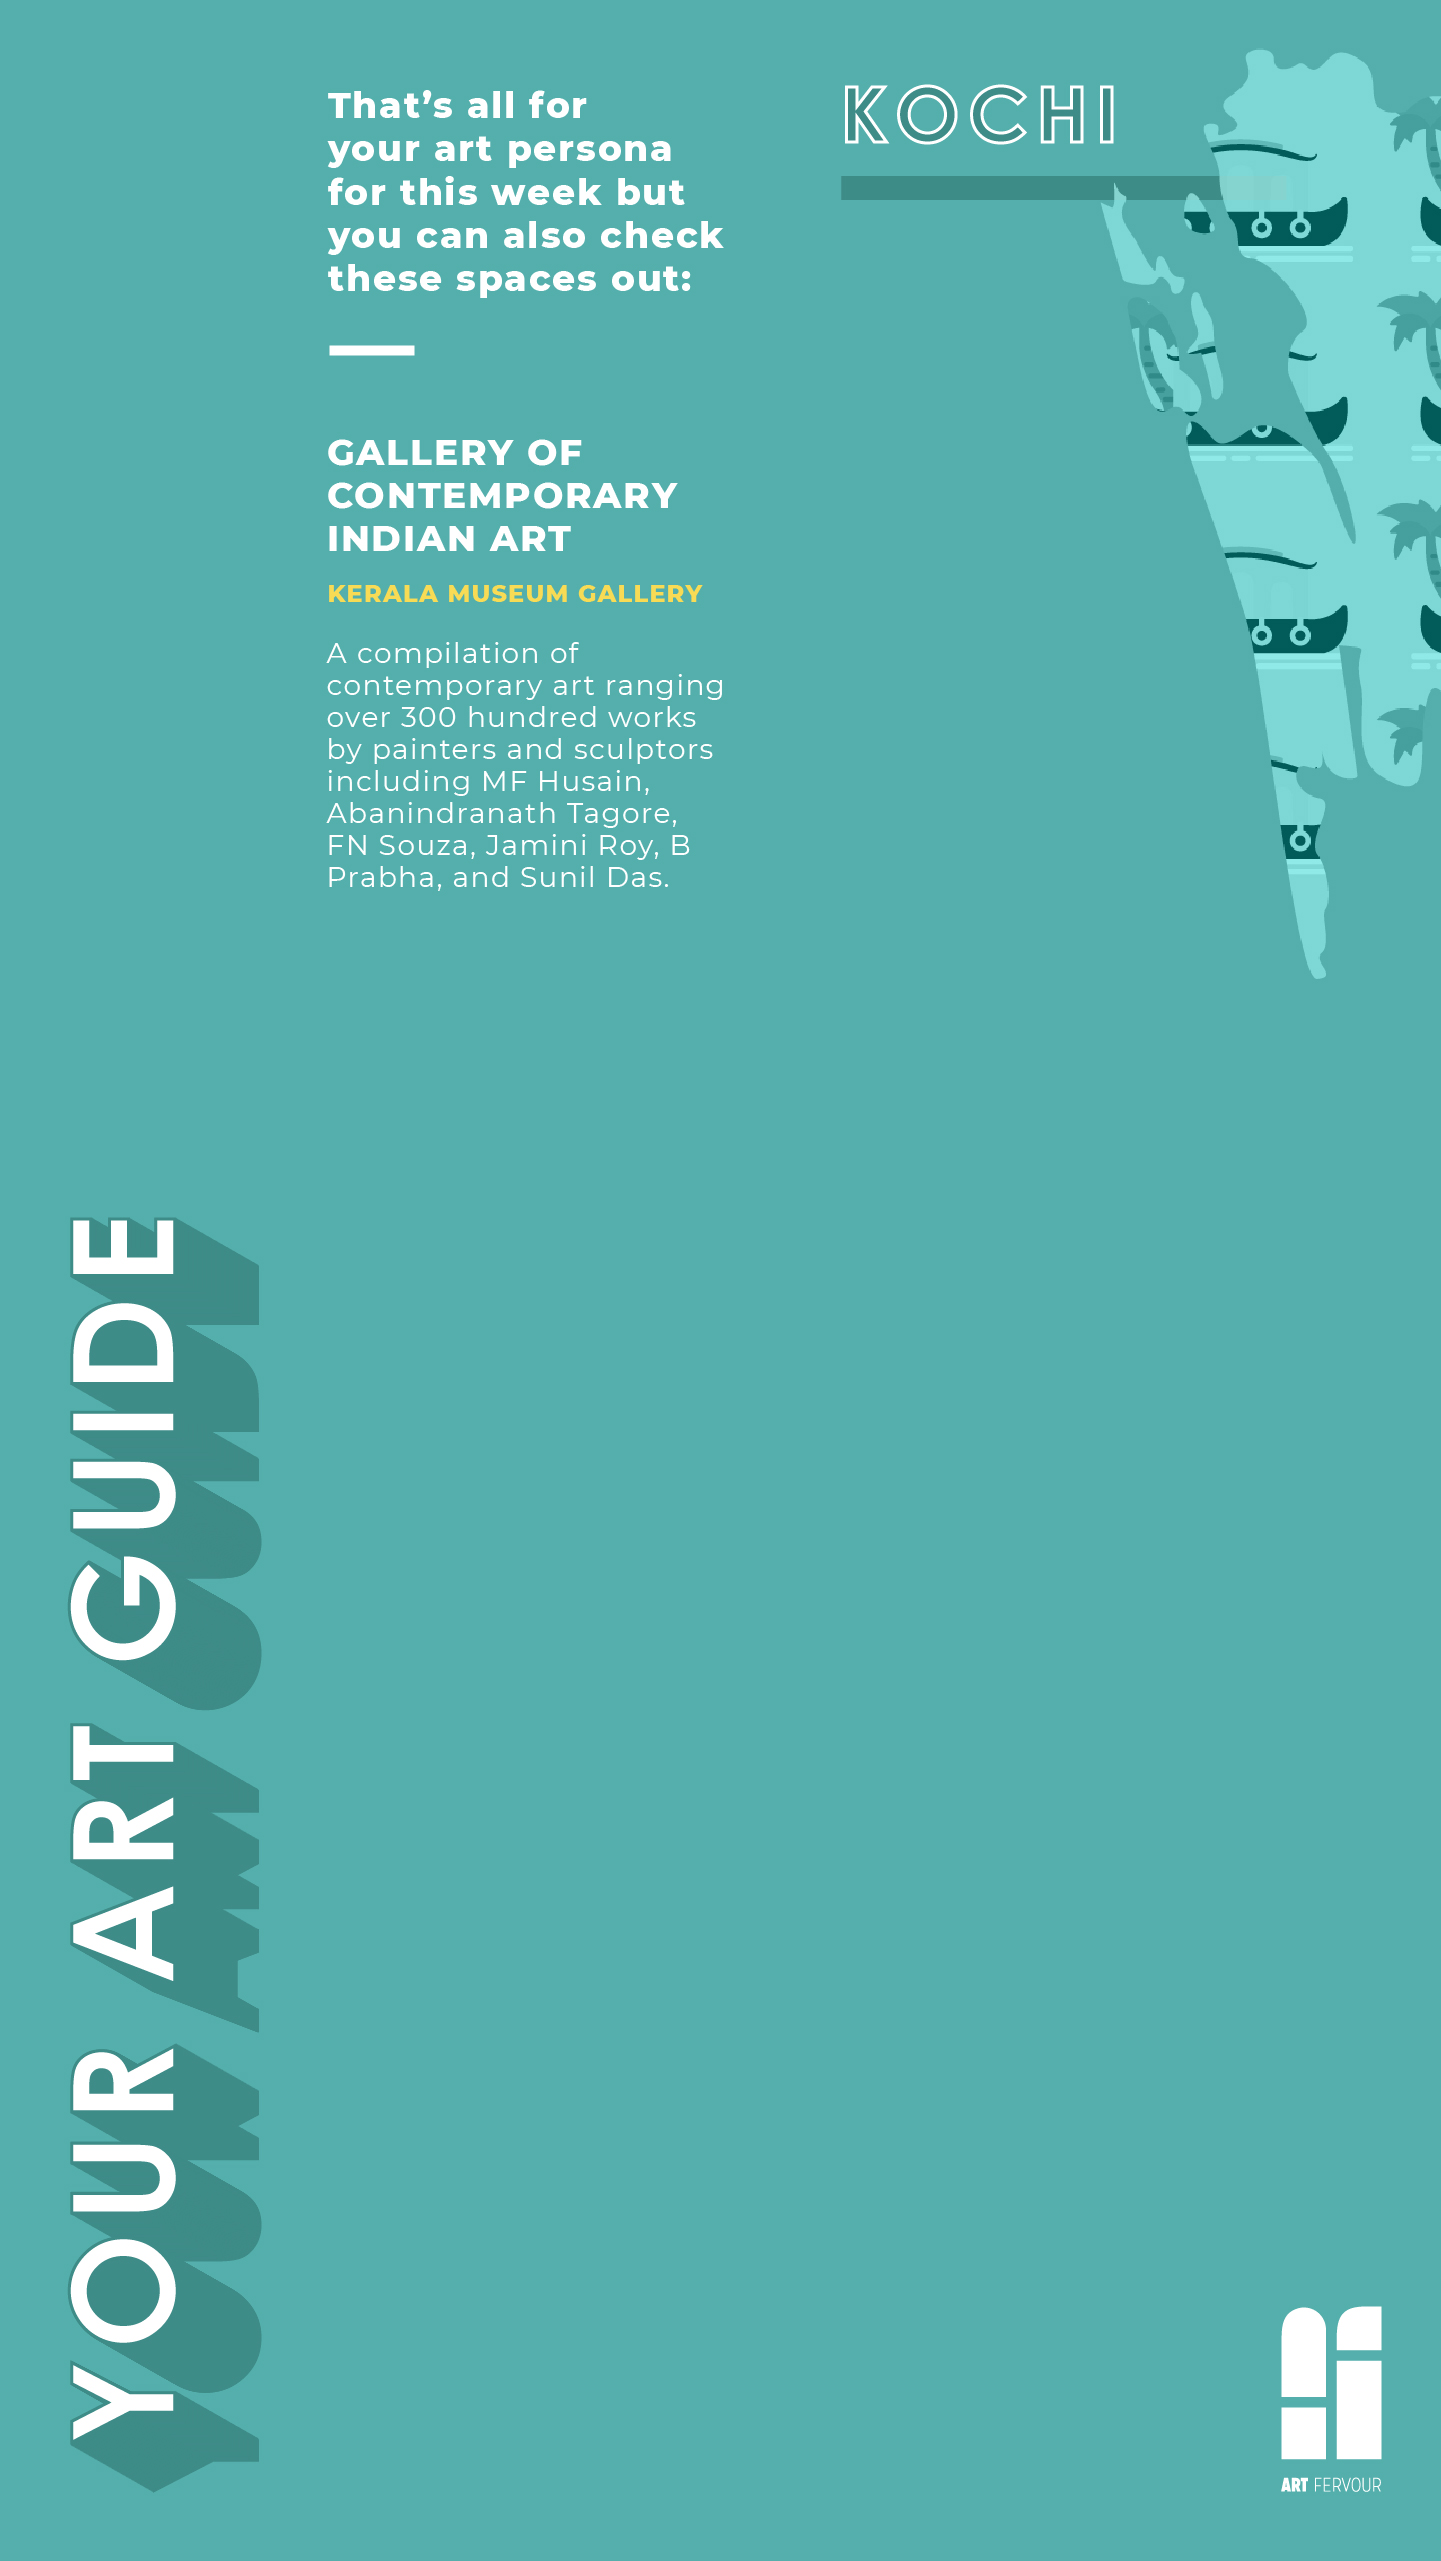 That's all for
your art persona
for this week but
you can also check
these spaces out:
KOCHI
GALLERY OF
CONTEMPORARY
INDIAN ART
KERALA MUSEUM GALLERY
A compilation of
contemporary art ranging
over 300 hundred works
by painters and sculptors
including MF Husain,
Abanindranath Tagore,
FN Souza, Jamini Roy, B
Prabha, and Sunil Das.
YOUR ART GUIDE
ART FERVOUR